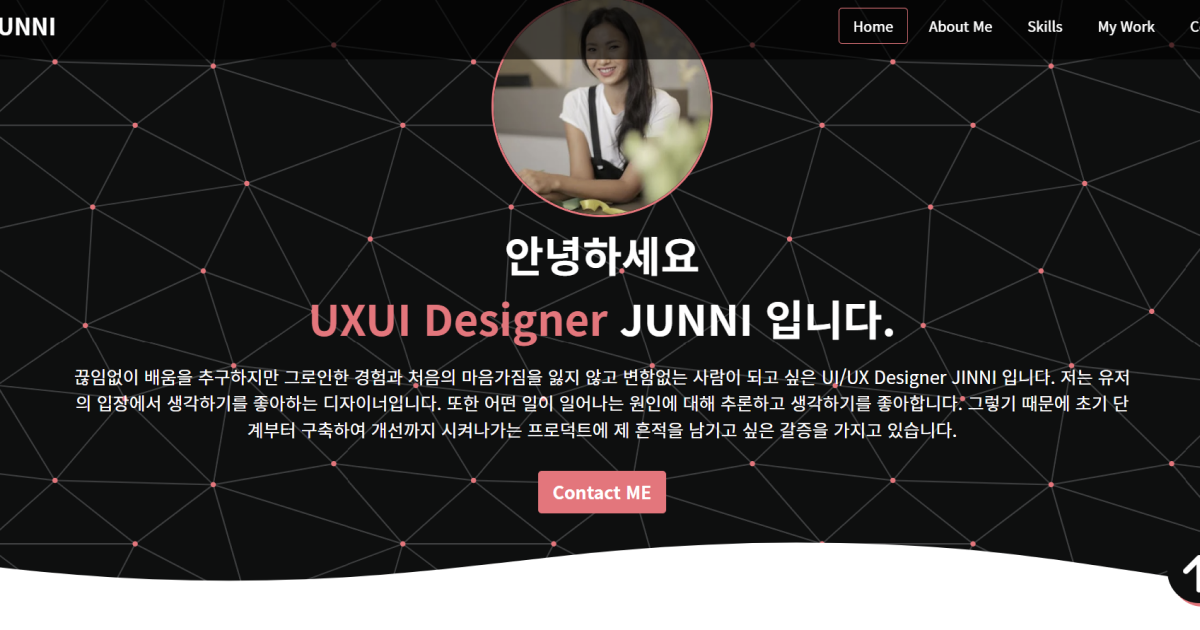 UNNI
Home About Me Skills My Work
안녕하세요
UXUI Designer JUNNI 입니다.
끊임없이 배움을 추구하지만 그로인한 경험과 처음의 마음가짐을 잃지 않고 변함없는 사람이 되고 싶은 UI/UX Designer JINNI 입니다. 저는 유저
의 입장에서 생각하기를 좋아하는 디자이너입니다. 또한 어떤 일이 일어나는 원인에 대해 추론하고 생각하기를 좋아합니다. 그렇기 때문에 초기 단
계부터 구축하여 개선까지 시켜나가는 프로덕트에 제 흔적을 남기고 싶은 갈증을 가지고 있습니다.
Contact ME